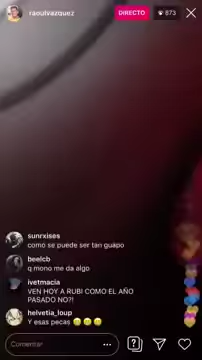 raoulvazquez
DIRECTO
873
sunrxises
como se puede ser tan guapo
beelcb
q mono me da algo
ivetmacia
VEN HOY A RUBI COMO EL AÑO
PASADO NO?!
helvetia_loup
Y esas pecas
Comentar